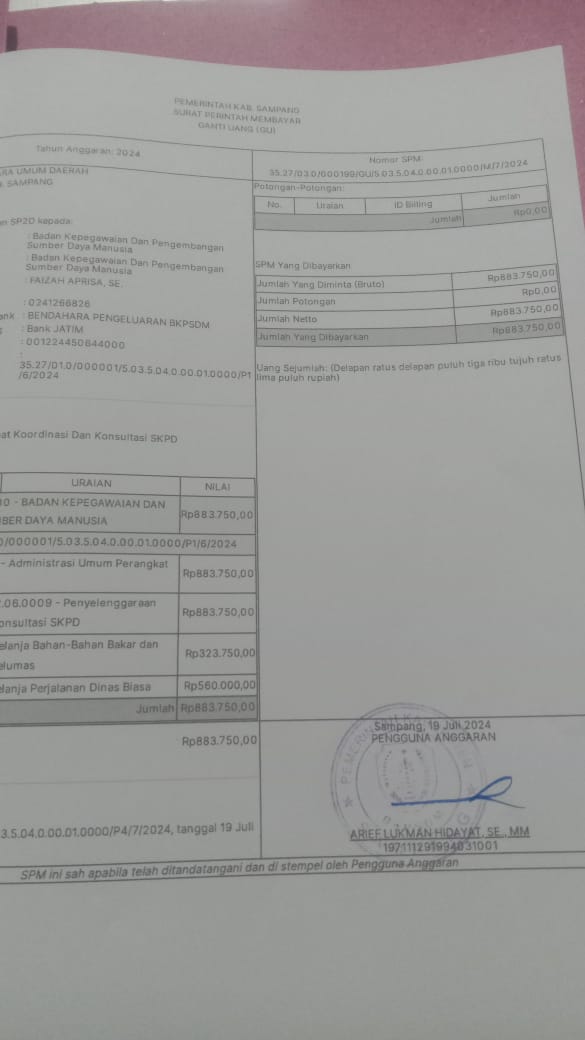 PEMERINTAH KAB. SAMPANG
SURAT PERINTAH MEMBAYAR
GANTI UANG (GU)
Tahun Anggaran: 2024
Nomor SPM:
35.27/03.0/000199/GU/5.03.5.04.0.00.01.0000/M/7/2024
UMUM DAERAH
SAMPANG
SP2D kepada:
: Badan Kepegawaian Dan Pengembangan
Sumber Daya Manusia
: Badan Kepegawaian Dan Pengembangan
Sumber Daya Manusia
: FAIZAH APRISA, SE.
: 0241266826
: BENDAHARA PENGELUARAN BKPSDM
: Bank JATIM
: 001224450644000
:
35.27/01.0/000001/5.03.5.04.0.00.01.0000/P1
/6/2024
Potongan-Potongan:
No. Uraian ID Billing Jumlah
Jumlah Rp0,00
SPM Yang Dibayarkan
Jumlah Yang Diminta (Bruto) Rp883.750,00
Jumlah Potongan Rp0,00
Jumlah Netto Rp883.750,00
Jumlah Yang Dibayarkan Rp883.750,00
Uang Sejumlah: (Delapan ratus delapan puluh tiga ribu tujuh ratus
lima puluh rupiah)
at Koordinasi Dan Konsultasi SKPD
URAIAN NILAI
00 - BADAN KEPEGAWAIAN DAN
MBER DAYA MANUSIA Rp883.750,00
0/000001/5.03.5.04.0.00.01.0000/P1/6/2024
- Administrasi Umum Perangkat
Rp883.750,00
.06.0009 - Penyelenggaraan
onsultasi SKPD Rp883.750,00
elanja Bahan-Bahan Bakar dan
elumas Rp323.750,00
elanja Perjalanan Dinas Biasa Rp560.000,00
Jumlah Rp883.750,00
Rp883.750,00
Sampang, 19 Juli 2024
PENGGUNA ANGGARAN
ARIEF LUKMAN HIDAYAT, SE., MM
197111291994031001
3.5.04.0.00.01.0000/P4/7/2024, tanggal 19 Juli
SPM ini sah apabila telah ditandatangani dan di stempel oleh Pengguna Anggaran